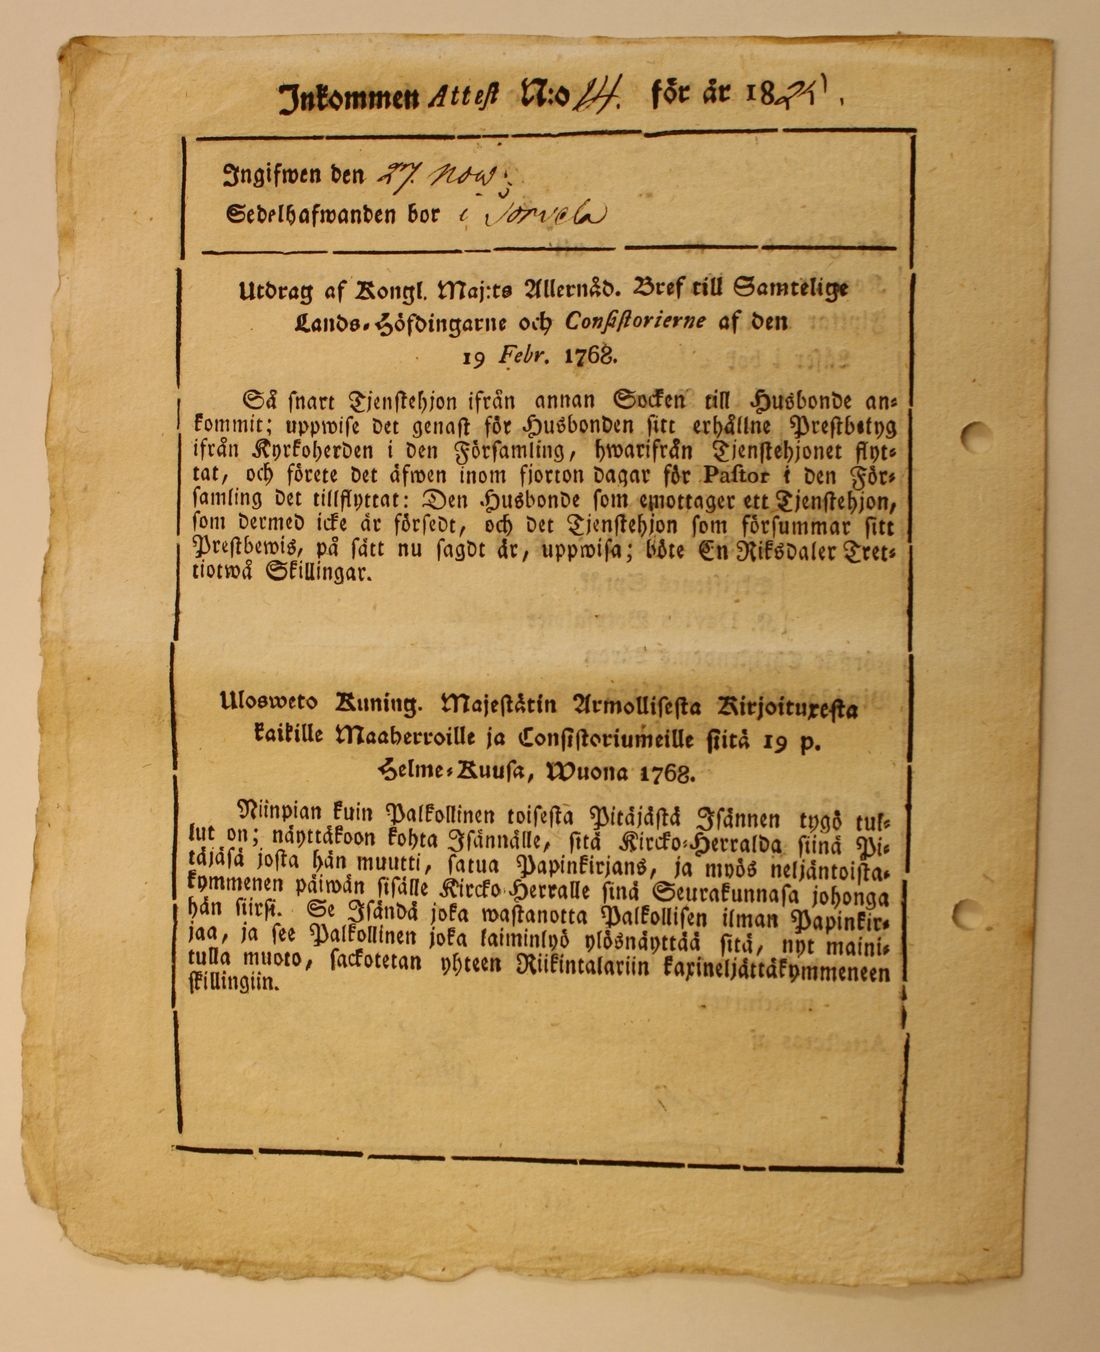 Inkommen Attest N:o 14. för år 1825.
Ingifwen den 27. Now:
Sedelhafwanden bor i Sorvela
Utdrag af Kongl. Maj:ts Allernåd. Bref till Samtelige
Lands-Höfdingarne och Consistorierne af den
19 Febr. 1768.
Så snart Tjenstehjon ifrån annan Socken till Husbonde an-
kommit; uppwise det genast för Husbonden sitt erhållne Prestbetyg
ifrån Kyrkoherden i den Församling, hwarifrån Tjenstehjonet flyt-
tat, och förete det äfwen inom fjorton dagar för Pastor i den För-
samling det tillflyttat: Den Husbonde som emottager ett Tjenstehjon,
som dermed icke är försedt, och det Tjenstehjon som försummar sitt
Prestbewis, på sätt nu sagdt är, uppwisa; böte En Riksdaler Tret-
tiotwå Skillingar.
Ulosweto Kuning. Majestätin Armollisesta Kirjoituxesta
kaikille Maaherroille ja Consistoriumeille siitä 19 p.
Helme-Kuusa, Wuona 1768.
Niinpian kuin Palkollinen toisesta Pitäjästä Isännen tygö tul-
lut on; näyttäkoon kohta Isännälle, sitä Kircko-Herralda siinä Pi-
täjäsä josta hän muutti, satua Papinkirjans, ja myös neljäntoista-
kymmenen päiwän sisälle Kircko-Herralle sinä Seurakunnasa johonga
hän siirsi. Se Isändä joka wastanotta Palkollisen ilman Papinkir-
jaa, ja see Palkollinen joka laiminlyö ylösnäyttää sitä, nyt maini-
tulla muoto, sackotetan yhteen Riikintalariin kaxineljättäkymmeneen
skillingiin.